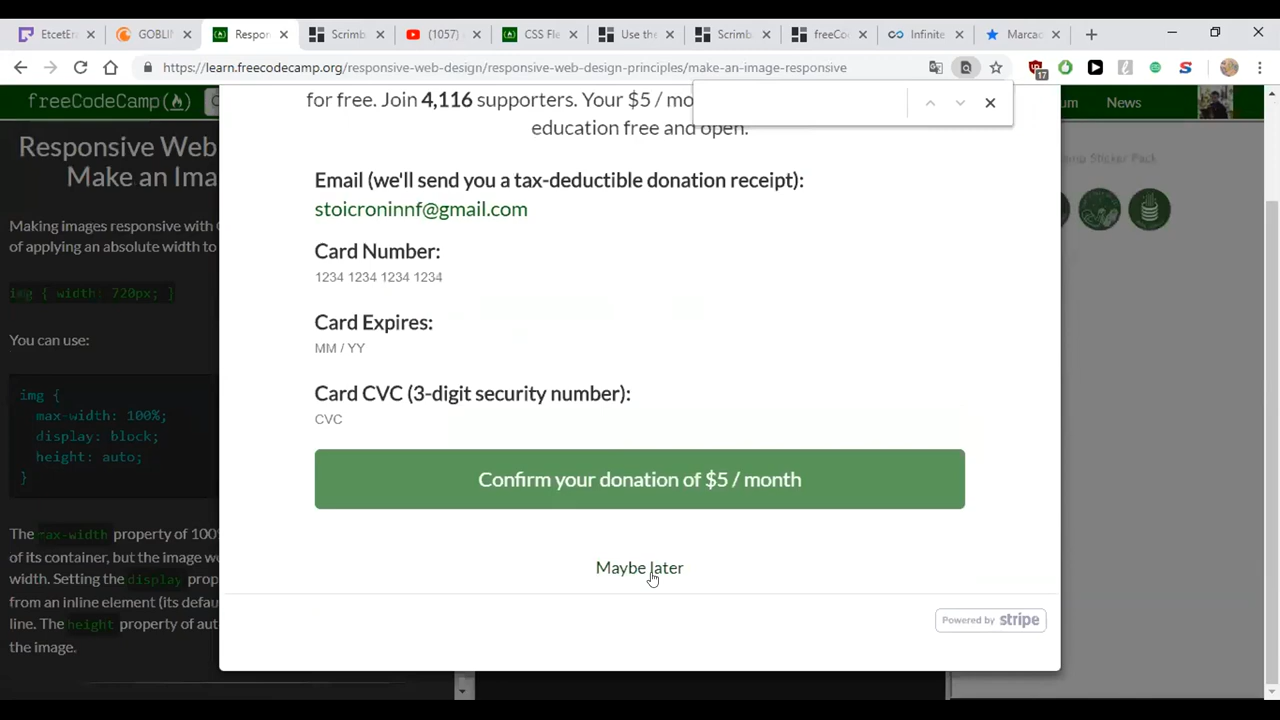 EtcetEr
GOBLIN
Respon
Scrimb
(1057)
CSS Fle
Use the
Scrimb
freeCo
Infinite
Marcad
https://learn.freecodecamp.org/responsive-web-design/responsive-web-design-principles/make-an-image-responsive
17
freeCodeCamp
um
News
for free. Join 4,116 supporters. Your $5 / mo
education free and open.
Responsive Web
Make an Ima
Email (we'll send you a tax-deductible donation receipt):
stoicroninnf@gmail.com
Making images responsive with
of applying an absolute width to
Card Number:
1234 1234 1234 1234
img { width: 720px; }
Card Expires:
MM / YY
You can use:
img {
max-width: 100%;
display: block;
height: auto;
}
Card CVC (3-digit security number):
CVC
Confirm your donation of $5 / month
The max-width property of 100%
of its container, but the image wo
width. Setting the display prop
from an inline element (its defau
line. The height property of aut
the image.
Maybe later
Powered by stripe